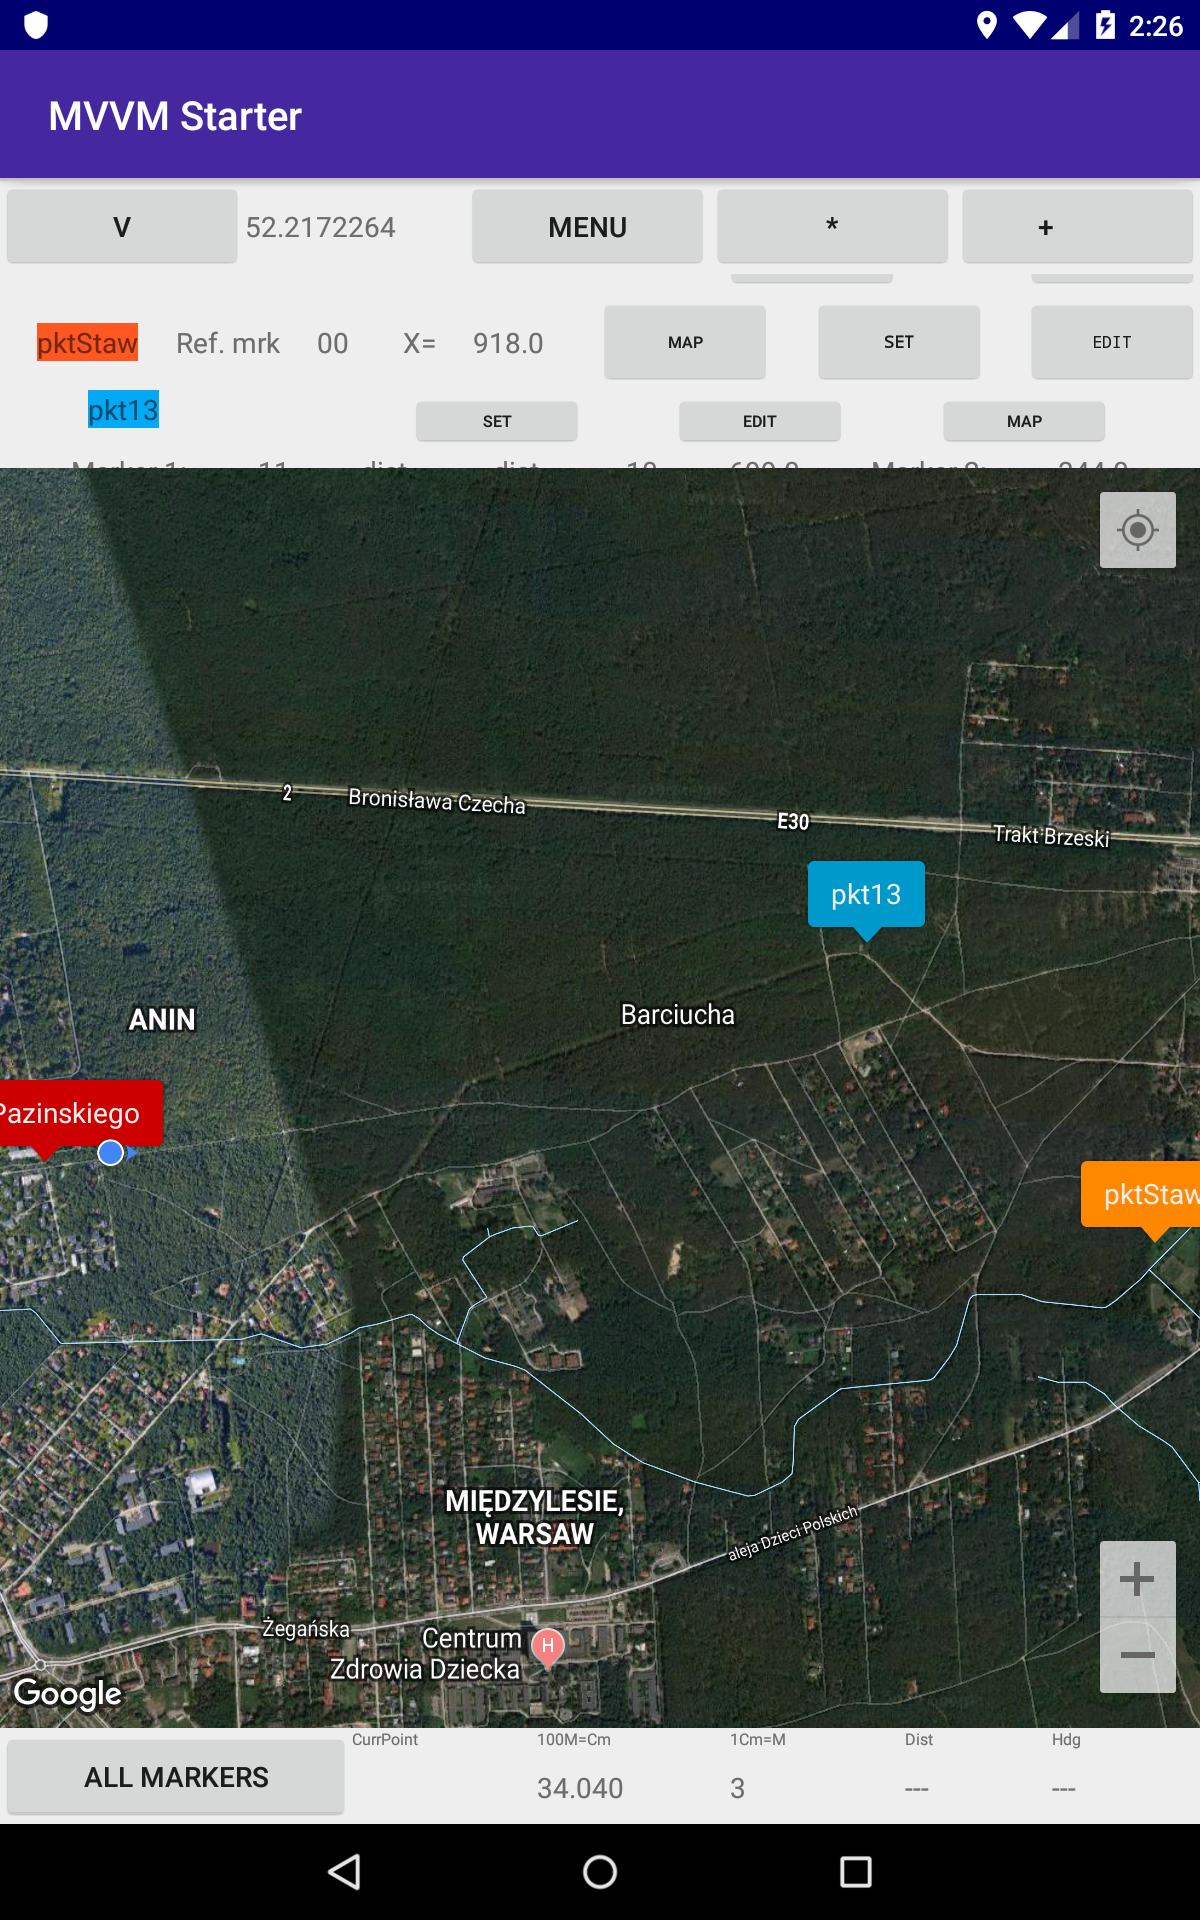 2:26
MVVM Starter
V 52.2172264 MENU * +
pktStaw Ref. mrk 00 X= 918.0 MAP SET EDIT
pkt13 SET EDIT MAP
2
Bronisława Czecha
E30
Trakt Brzeski
pkt13
ANIN
Barciucha
Pazinskiego
pktStaw
MIĘDZYLESIE,
WARSAW
aleja Dzieci Polskich
Żegańska
Centrum
Zdrowia Dziecka
H
Google
CurrPoint 100M=Cm 1Cm=M Dist Hdg
ALL MARKERS 34.040 3 --- ---